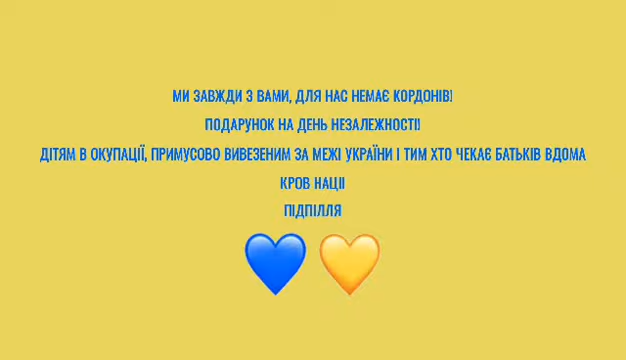 МИ ЗАВЖДИ З ВАМИ, ДЛЯ НАС НЕМАЄ КОРДОНІВ!
ПОДАРУНОК НА ДЕНЬ НЕЗАЛЕЖНОСТІ!
ДІТЯМ В ОКУПАЦІЇ, ПРИМУСОВО ВИВЕЗЕНИМ ЗА МЕЖІ УКРАЇНИ І ТИМ ХТО ЧЕКАЄ БАТЬКІВ ВДОМА
КРОВ НАЦІІ
ПІДПІЛЛЯ